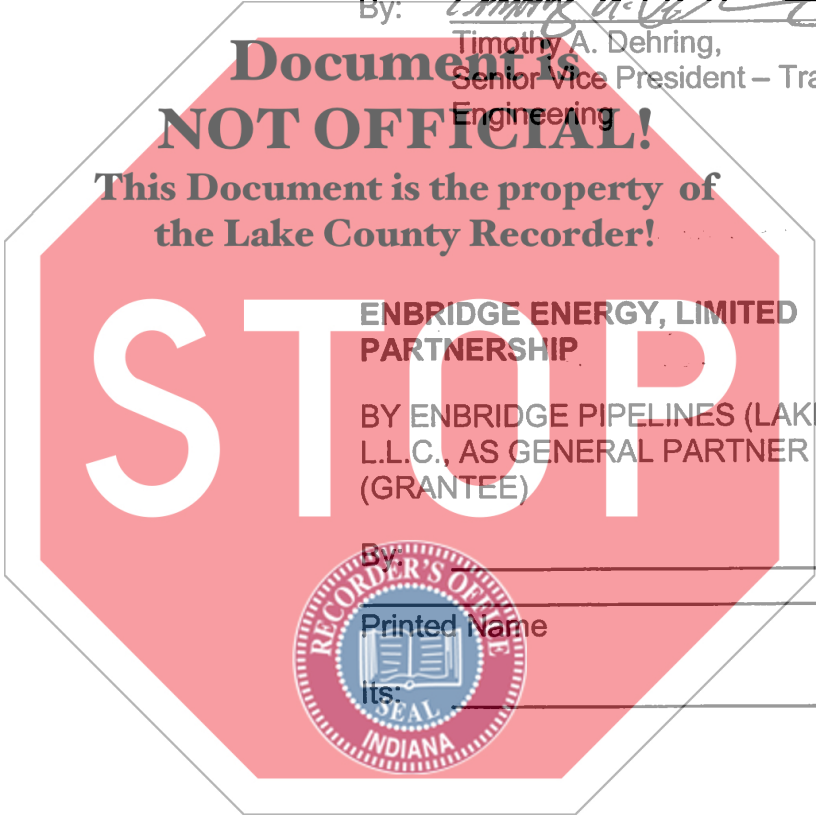 By:
Timothy A. Dehring,
Senior Vice President – Tra
Engineering
Document is
NOT OFFICIAL!
This Document is the property of
the Lake County Recorder!
STOP
ENBRIDGE ENERGY, LIMITED
PARTNERSHIP
BY ENBRIDGE PIPELINES (LAK
L.L.C., AS GENERAL PARTNER
(GRANTEE)
By:
Printed Name
Its:
RECORDER'S OFFICE
SEAL
INDIANA